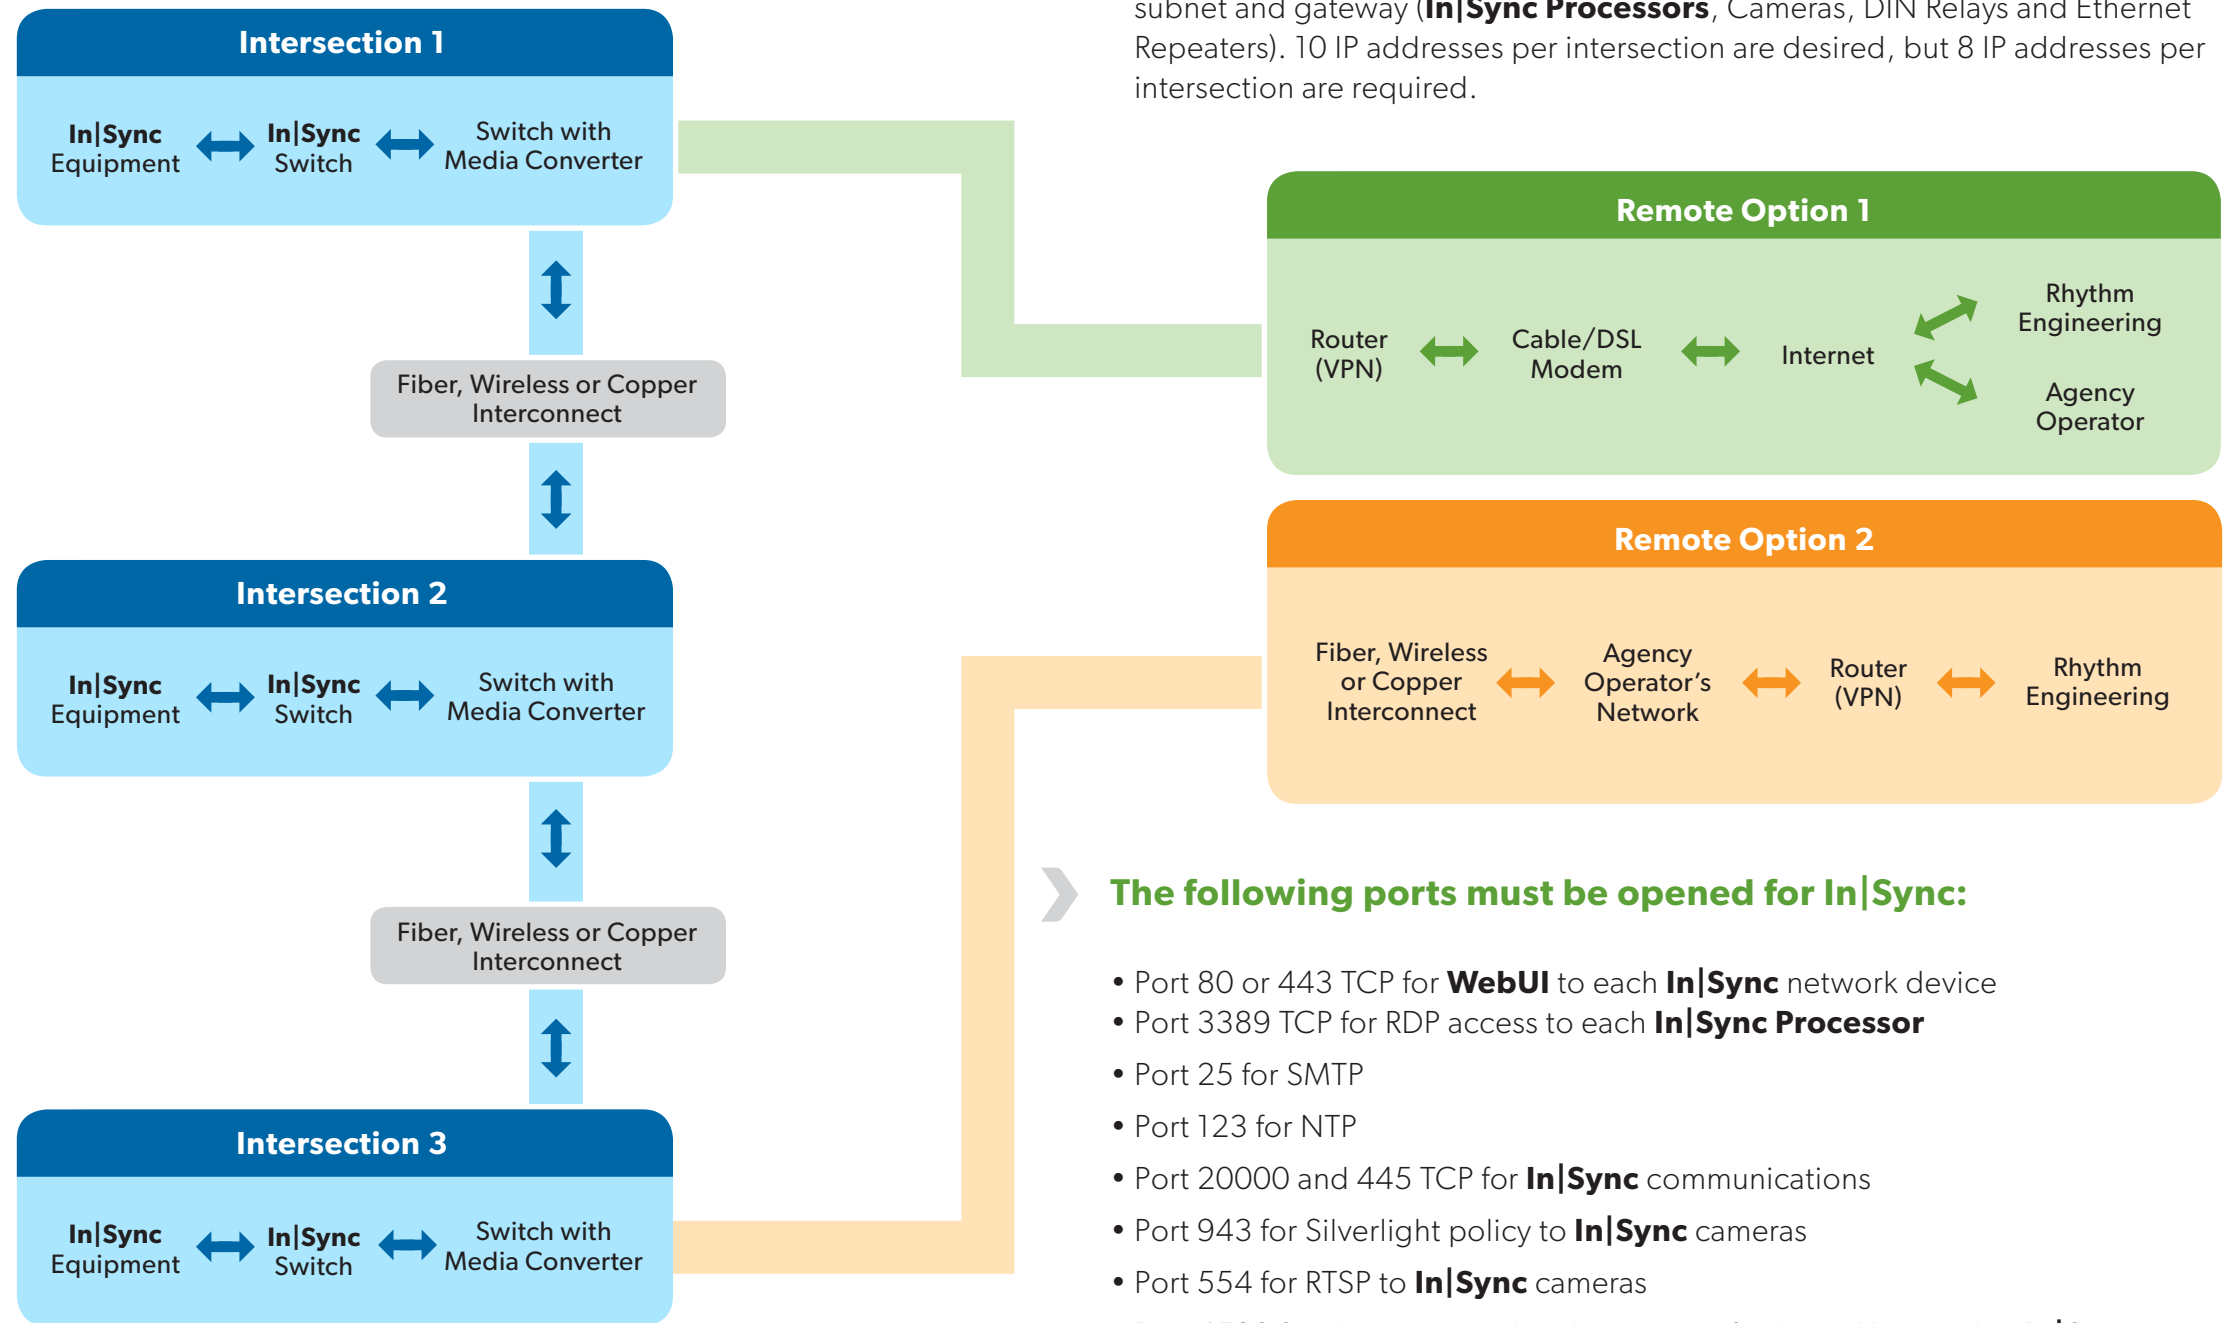 subnet and gateway (In|Sync Processors, Cameras, DIN Relays and Ethernet
Repeaters). 10 IP addresses per intersection are desired, but 8 IP addresses per
intersection are required.
Intersection 1
In|Sync
Equipment
In|Sync
Switch
Switch with
Media Converter
Fiber, Wireless or Copper
Interconnect
Intersection 2
In|Sync
Equipment
In|Sync
Switch
Switch with
Media Converter
Fiber, Wireless or Copper
Interconnect
Intersection 3
In|Sync
Equipment
In|Sync
Switch
Switch with
Media Converter
Remote Option 1
Router
(VPN)
Cable/DSL
Modem
Internet
Rhythm
Engineering
Agency
Operator
Remote Option 2
Fiber, Wireless
or Copper
Interconnect
Agency
Operator’s
Network
Router
(VPN)
Rhythm
Engineering
The following ports must be opened for In|Sync:
• Port 80 or 443 TCP for WebUI to each In|Sync network device
• Port 3389 TCP for RDP access to each In|Sync Processor
• Port 25 for SMTP
• Port 123 for NTP
• Port 20000 and 445 TCP for In|Sync communications
• Port 943 for Silverlight policy to In|Sync cameras
• Port 554 for RTSP to In|Sync cameras